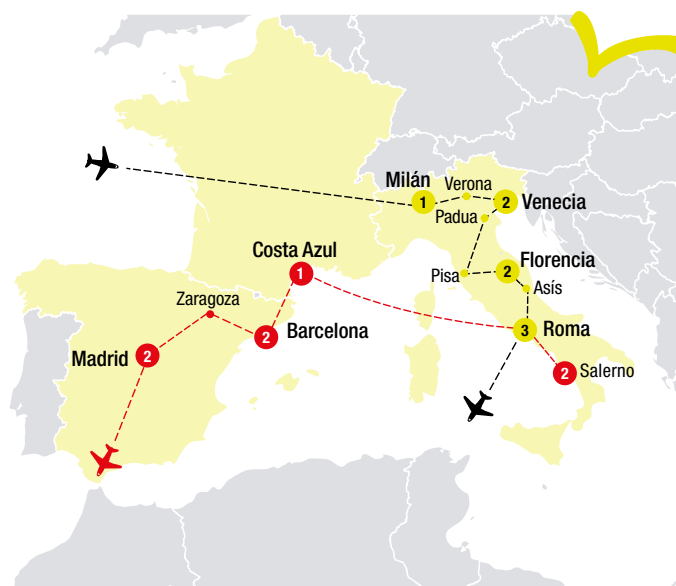 Milán
Verona
1
2
Venecia
Padua
Costa Azul
1
Pisa
2
Florencia
Asís
Zaragoza
2
Barcelona
3
Roma
Madrid
2
2
Salerno